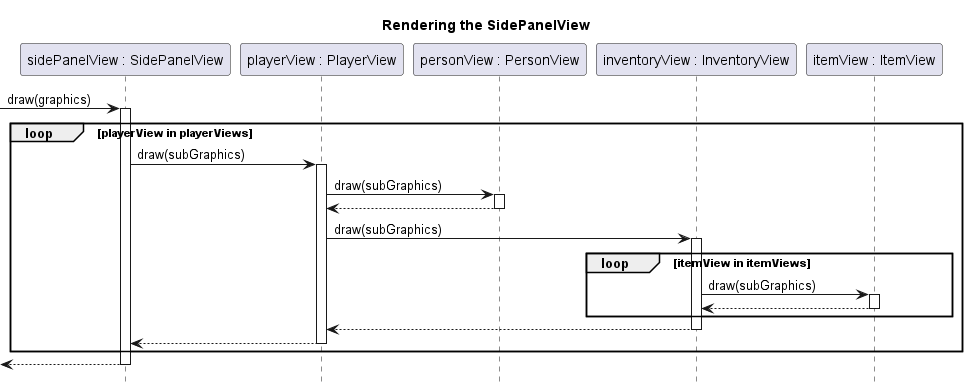 Rendering the SidePanelView
sidePanelView : SidePanelView
playerView : PlayerView
personView : PersonView
inventoryView : InventoryView
itemView : ItemView
draw(graphics)
loop
[playerView in playerViews]
draw(subGraphics)
draw(subGraphics)
draw(subGraphics)
loop
[itemView in itemViews]
draw(subGraphics)